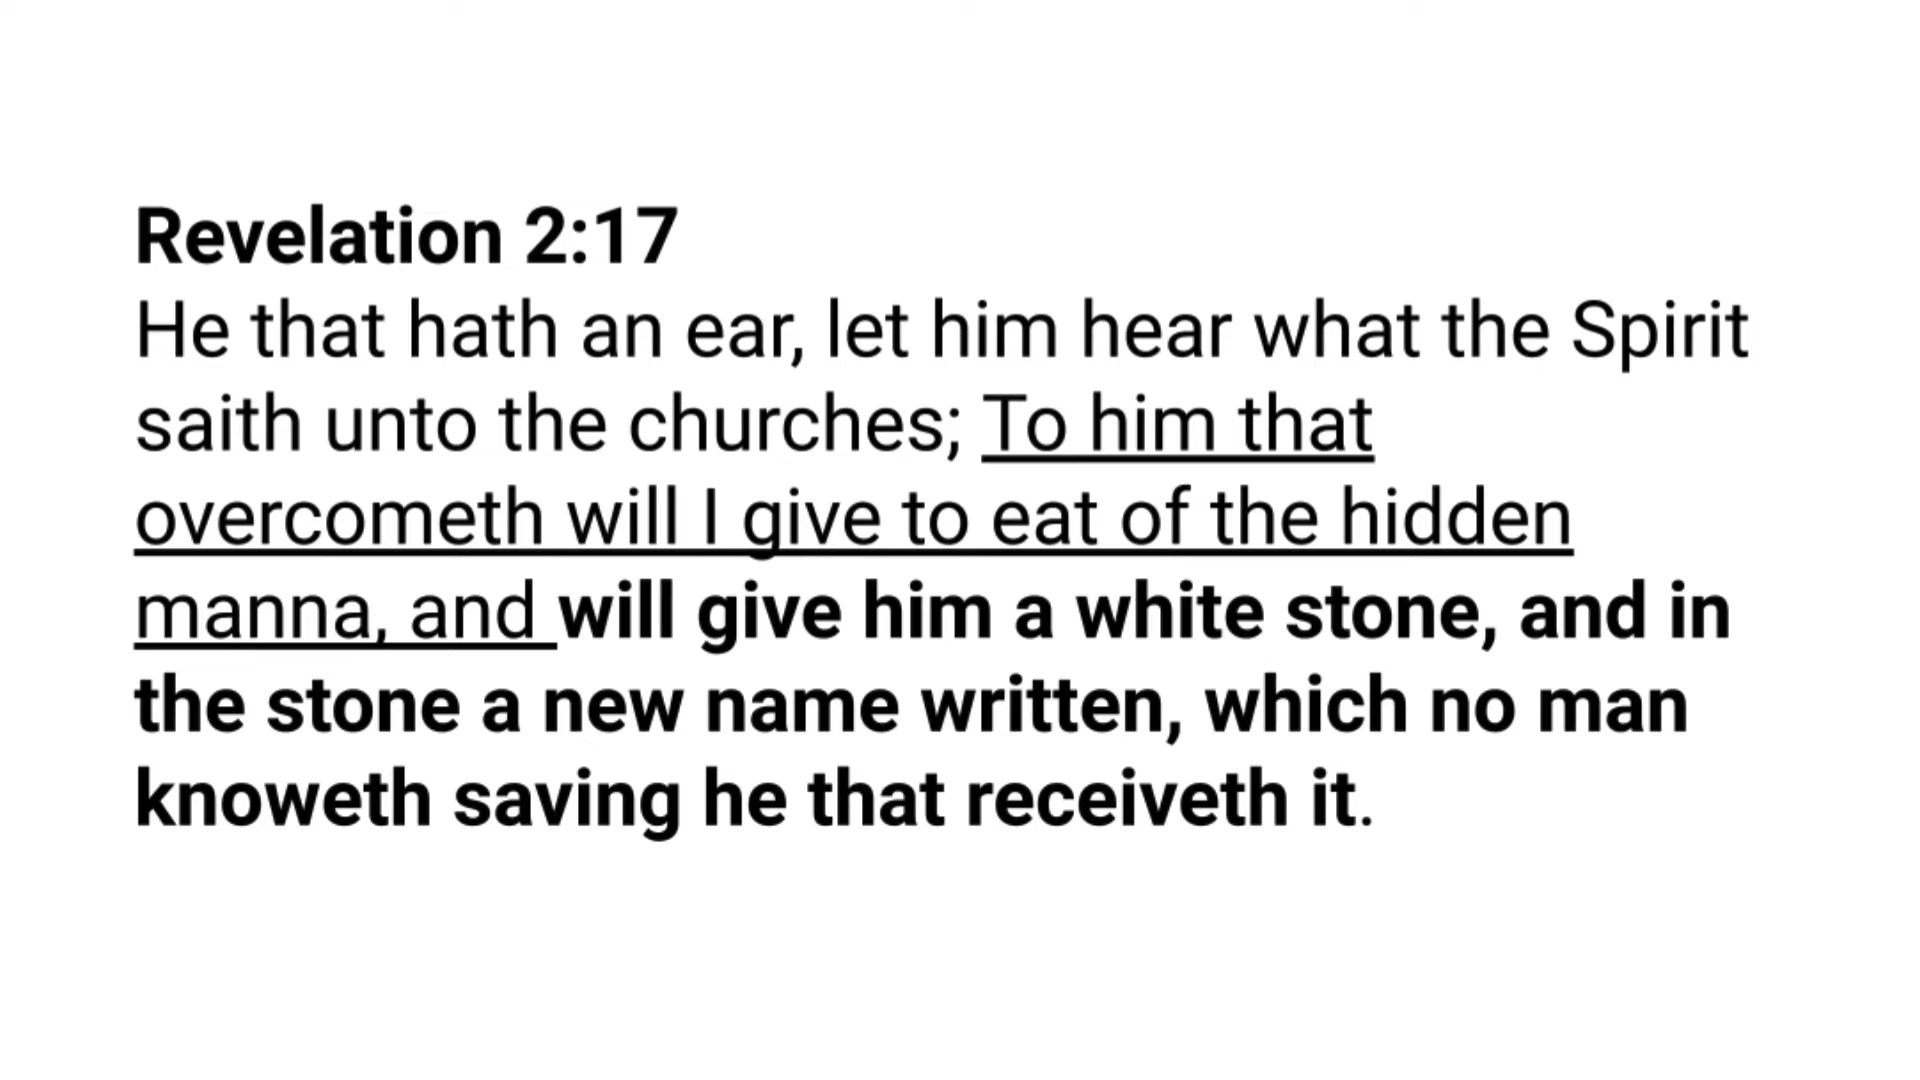 Revelation 2:17
He that hath an ear, let him hear what the Spirit
saith unto the churches; To him that
overcometh will I give to eat of the hidden
manna, and will give him a white stone, and in
the stone a new name written, which no man
knoweth saving he that receiveth it.